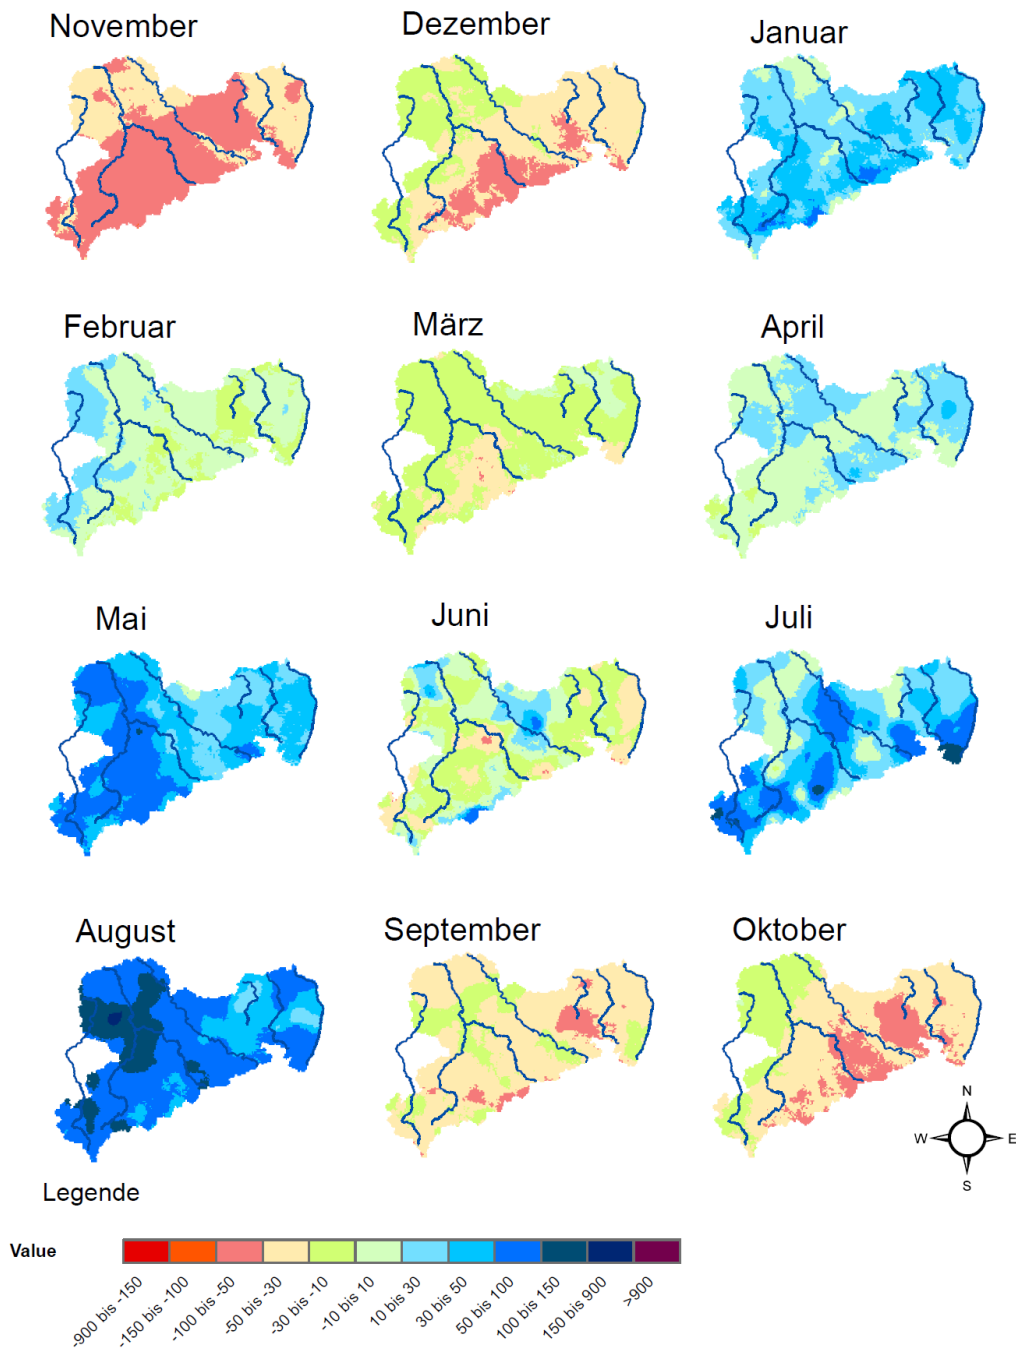 November
Dezember
Januar
Februar
März
April
Mai
Juni
Juli
August
September
Oktober
N
W
E
S
Legende
Value
-900 bis -150
-150 bis -100
-100 bis -50
-50 bis -30
-30 bis -10
-10 bis 10
10 bis 30
30 bis 50
50 bis 100
100 bis 150
150 bis 900
>900